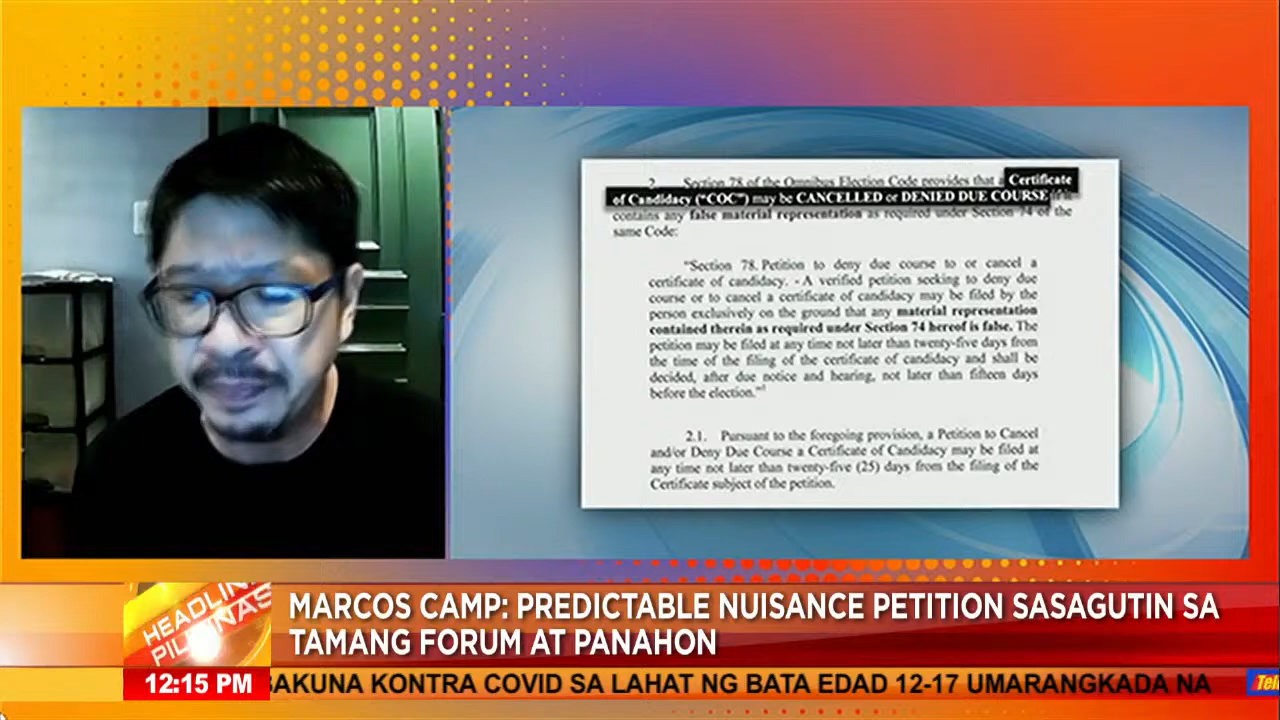 2. Section 78 of the Omnibus Election Code provides that a Certificate
of Candidacy ("COC") may be CANCELLED or DENIED DUE COURSE if it
contains any false material representation as required under Section 74 of the
same Code:
"Section 78. Petition to deny due course to or cancel a
certificate of candidacy. - A verified petition seeking to deny due
course or to cancel a certificate of candidacy may be filed by the
person exclusively on the ground that any material representation
contained therein as required under Section 74 hereof is false. The
petition may be filed at any time not later than twenty-five days from
the time of the filing of the certificate of candidacy and shall be
decided, after due notice and hearing, not later than fifteen days
before the election."1
2.1. Pursuant to the foregoing provision, a Petition to Cancel
and/or Deny Due Course a Certificate of Candidacy may be filed at
any time not later than twenty-five (25) days from the filing of the
Certificate subject of the petition.
HEADLINE
PILIPINAS
MARCOS CAMP: PREDICTABLE NUISANCE PETITION SASAGUTIN SA
TAMANG FORUM AT PANAHON
12:15 PM
BAKUNA KONTRA COVID SA LAHAT NG BATA EDAD 12-17 UMARANGKADA NA
Tele